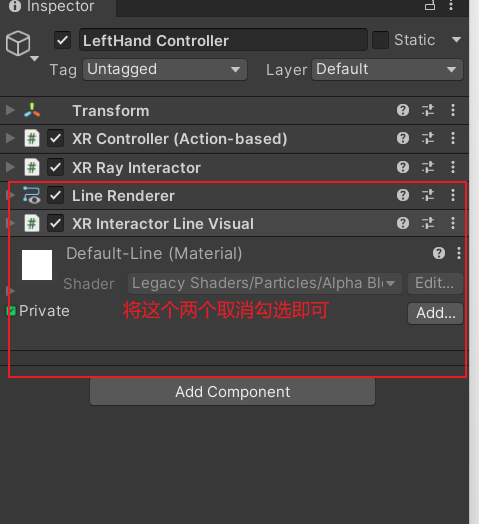 Inspector
LeftHand Controller
Static
Tag Untagged Layer Default
Transform
XR Controller (Action-based)
XR Ray Interactor
Line Renderer
XR Interactor Line Visual
Default-Line (Material)
Shader Legacy Shaders/Particles/Alpha Ble Edit...
Private
将这个两个取消勾选即可
Add...
Add Component